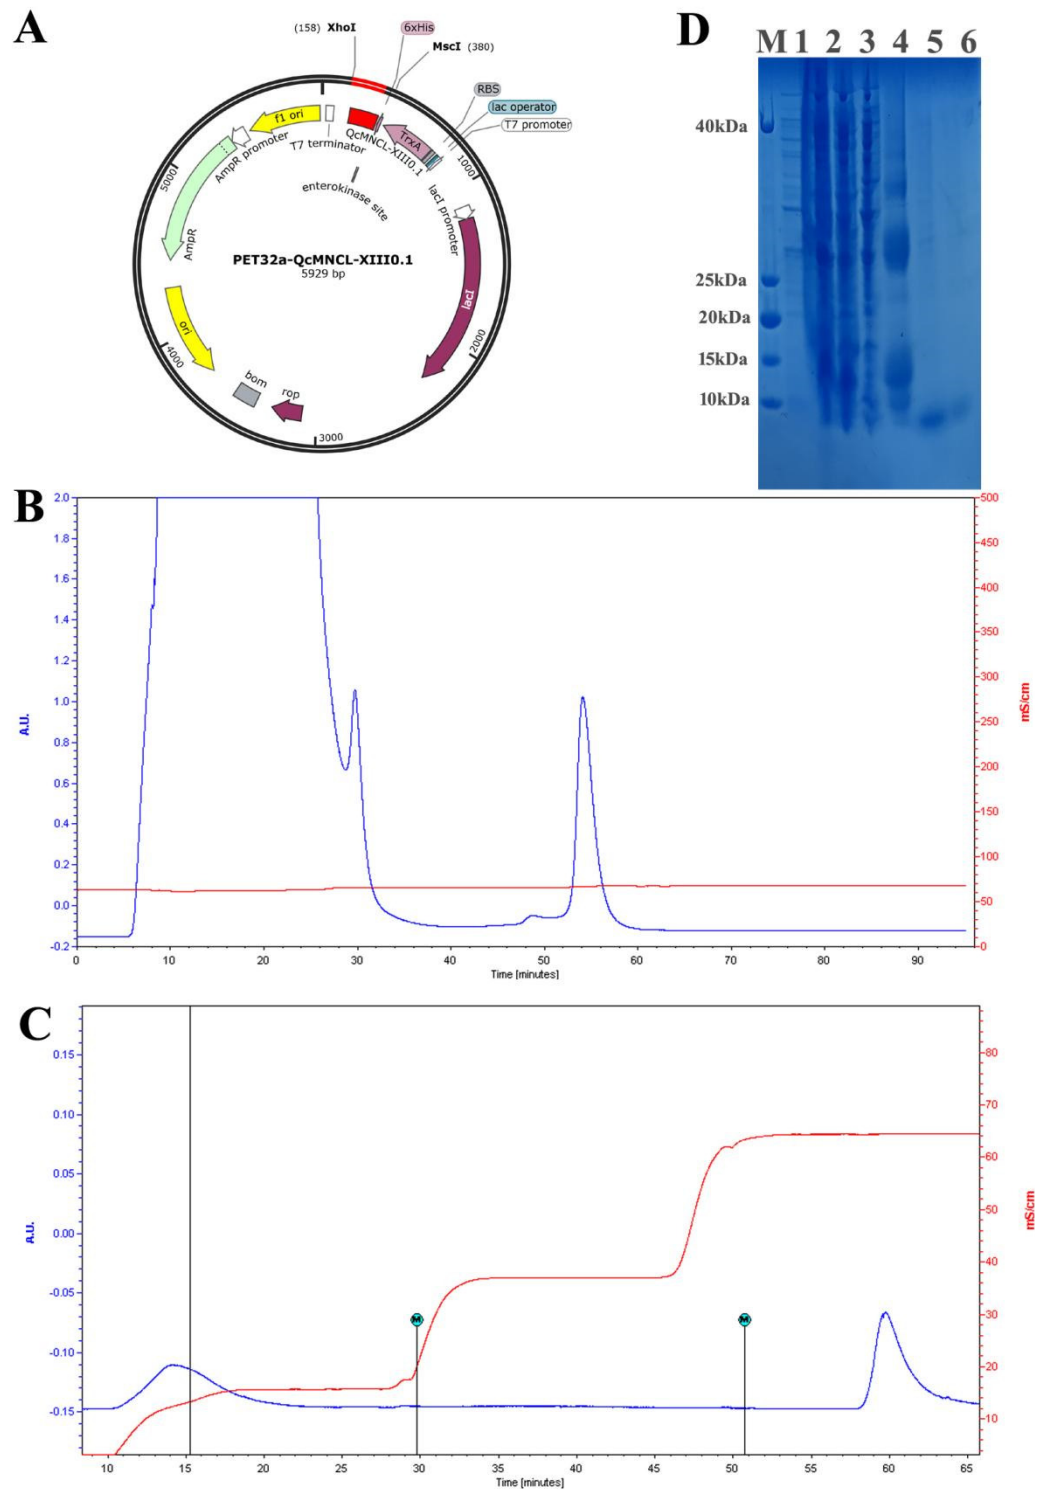 A
(158) XhoI
6xHis
MscI (380)
RBS
lac operator
T7 promoter
f1 ori
AmpR promoter
T7 terminator
QcMNCL-XIII0.1
TrxA
1000
enterokinase site
lacI promoter
5000
AmpR
PET32a-QcMNCL-XIII0.1
5929 bp
lacI
ori
4000
2000
bom
rop
3000
D
M 1 2 3 4 5 6
40kDa
25kDa
20kDa
15kDa
10kDa
B
2.0
1.8
1.6
1.4
1.2
1.0
0.8
0.6
0.4
0.2
0.0
-0.2
A.U.
500
450
400
350
300
250
200
150
100
50
0
mS/cm
0 10 20 30 40 50 60 70 80 90
Time [minutes]
C
0.15
0.10
0.05
0.00
-0.05
-0.10
-0.15
A.U.
M
M
80
70
60
50
40
30
20
10
mS/cm
10 15 20 25 30 35 40 45 50 55 60 65
Time [minutes]